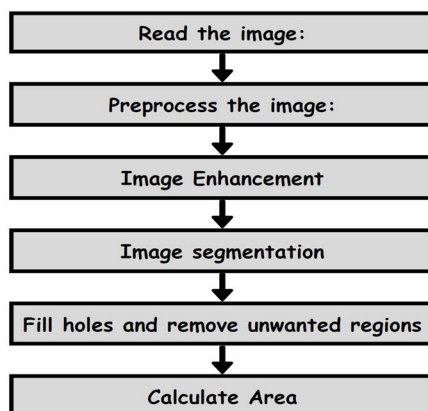 Read the image:
Preprocess the image:
Image Enhancement
Image segmentation
Fill holes and remove unwanted regions
Calculate Area